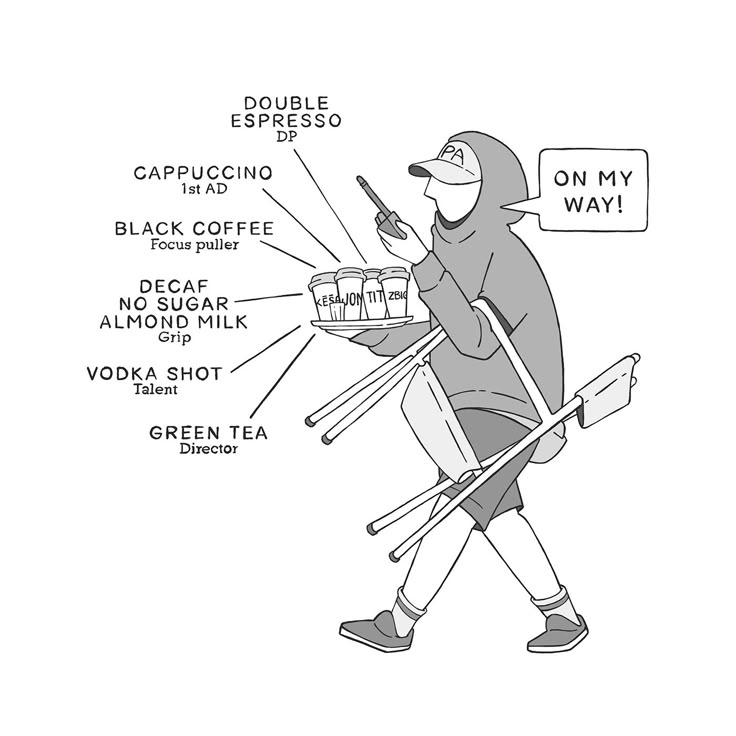 DOUBLE
ESPRESSO
DP
CAPPUCCINO
1st AD
BLACK COFFEE
Focus puller
DECAF
NO SUGAR
ALMOND MILK
Grip
VODKA SHOT
Talent
GREEN TEA
Director
PA
ON MY
WAY!
JON
TIT
ZBIG